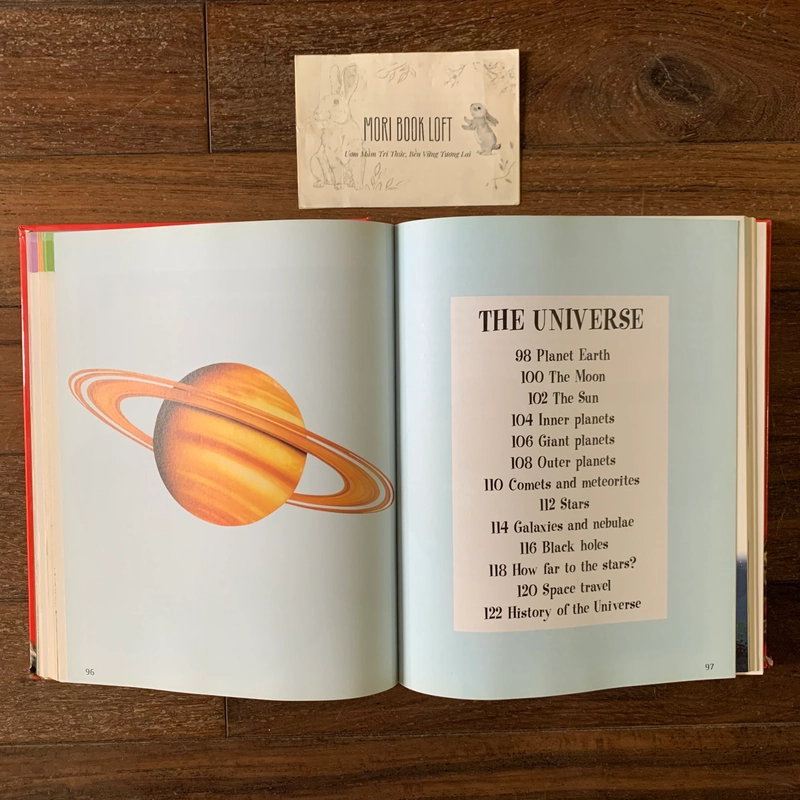 MORI BOOK LOFT
Ươm Mầm Tri Thức, Bền Vững Tương Lai
THE UNIVERSE
98 Planet Earth
100 The Moon
102 The Sun
104 Inner planets
106 Giant planets
108 Outer planets
110 Comets and meteorites
112 Stars
114 Galaxies and nebulae
116 Black holes
118 How far to the stars?
120 Space travel
122 History of the Universe
96
97